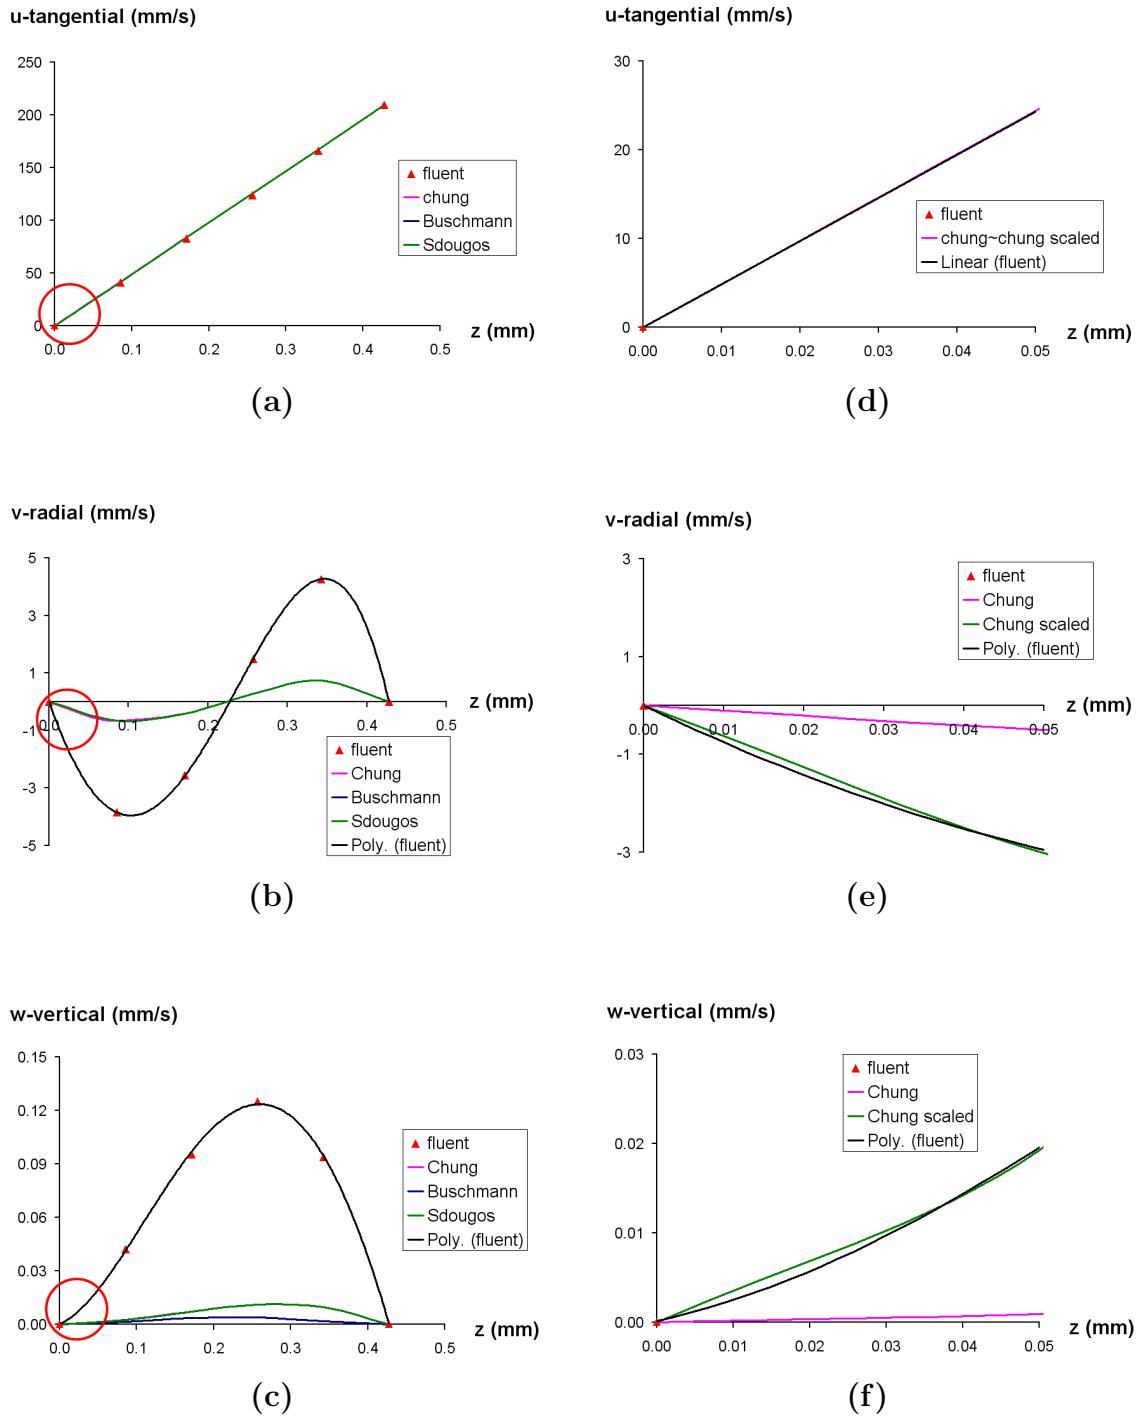 u-tangential (mm/s)
250
200
150
100
50
0
0.0 0.1 0.2 0.3 0.4 0.5
z (mm)
fluent
chung
Buschmann
Sdougos
(a)
u-tangential (mm/s)
30
20
10
0
0.00 0.01 0.02 0.03 0.04 0.05
z (mm)
fluent
chung~chung scaled
Linear (fluent)
(d)
v-radial (mm/s)
5
3
1
-1
-3
-5
0.0 0.1 0.2 0.3 0.4 0.5
z (mm)
fluent
Chung
Buschmann
Sdougos
Poly. (fluent)
(b)
v-radial (mm/s)
3
1
-1
-3
0.00 0.01 0.02 0.03 0.04 0.05
z (mm)
fluent
Chung
Chung scaled
Poly. (fluent)
(e)
w-vertical (mm/s)
0.15
0.12
0.09
0.06
0.03
0.00
0.0 0.1 0.2 0.3 0.4 0.5
z (mm)
fluent
Chung
Buschmann
Sdougos
Poly. (fluent)
(c)
w-vertical (mm/s)
0.03
0.02
0.01
0.00
0.00 0.01 0.02 0.03 0.04 0.05
z (mm)
fluent
Chung
Chung scaled
Poly. (fluent)
(f)